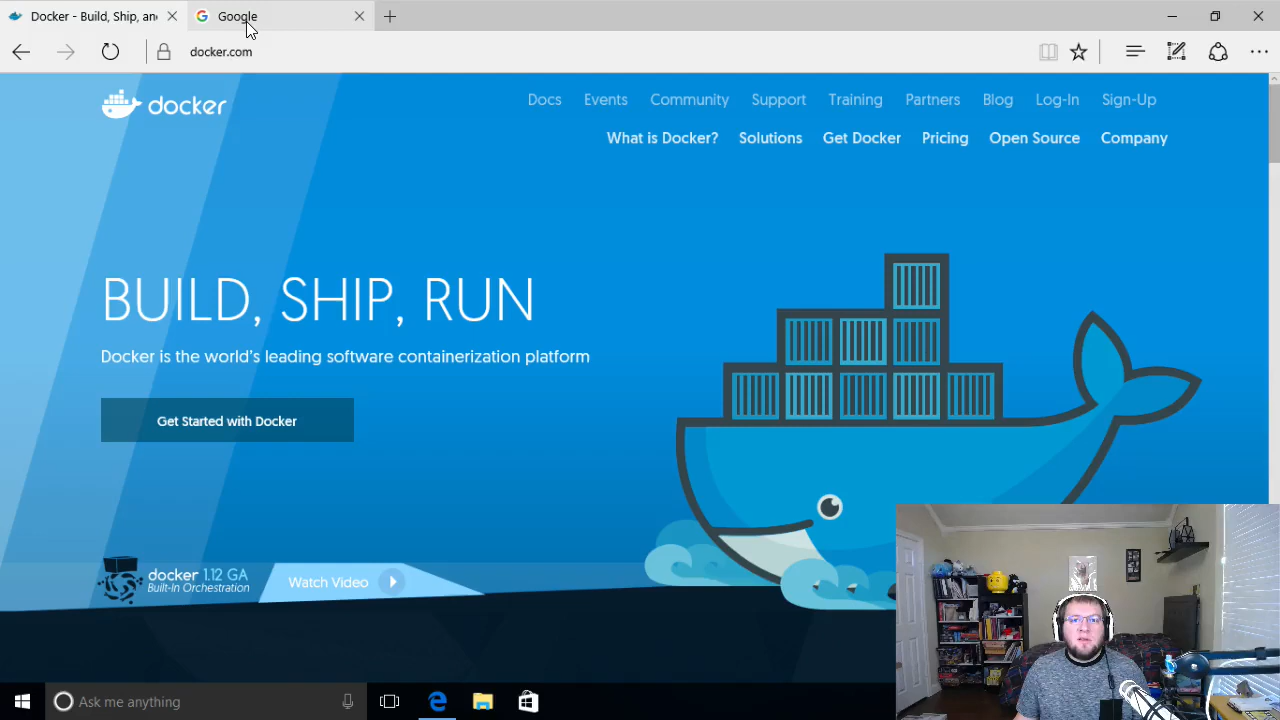 Docker - Build, Ship, an
Google
docker.com
docker
Docs Events Community Support Training Partners Blog Log-In Sign-Up
What is Docker? Solutions Get Docker Pricing Open Source Company
BUILD, SHIP, RUN
Docker is the world's leading software containerization platform
Get Started with Docker
docker 1.12 GA
Built-In Orchestration
Watch Video
Ask me anything